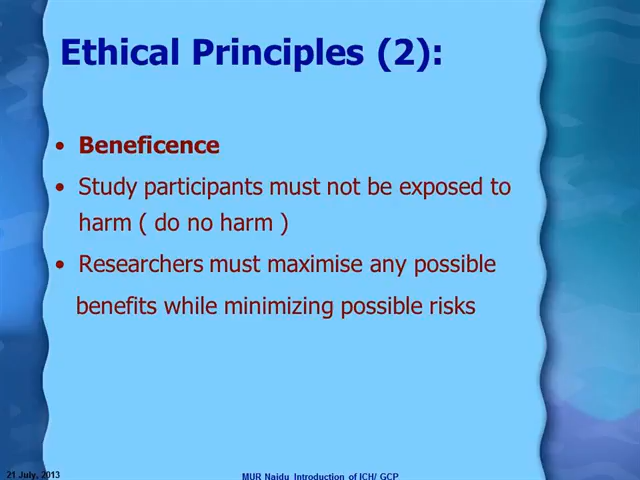 Ethical Principles (2):
• Beneficence
• Study participants must not be exposed to
harm ( do no harm )
• Researchers must maximise any possible
benefits while minimizing possible risks
21 July, 2013
MUR Naidu Introduction of ICH/ GCP